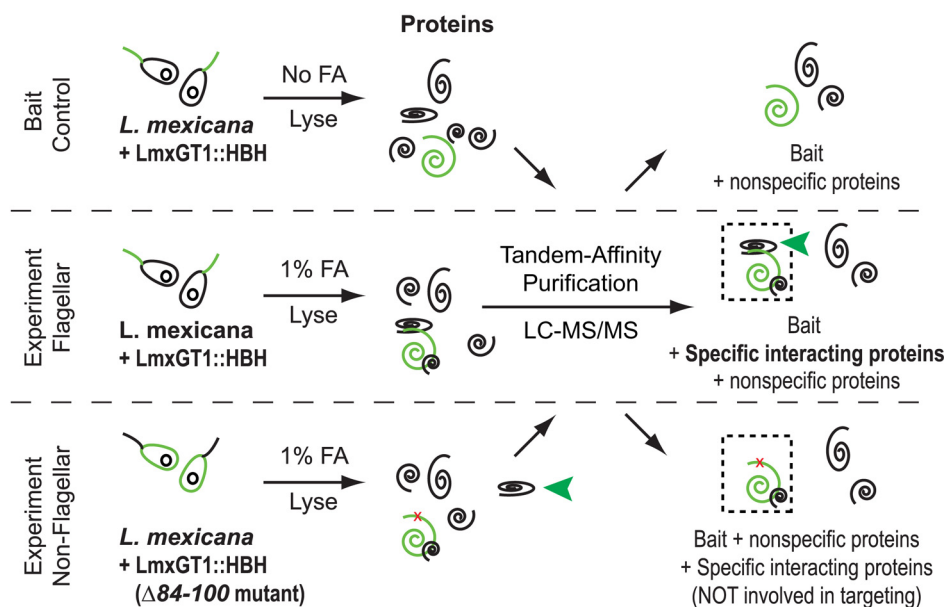 Proteins
Bait
Control
No FA
Lyse
L. mexicana
+ LmxGT1::HBH
Bait
+ nonspecific proteins
Experiment
Flagellar
1% FA
Lyse
L. mexicana
+ LmxGT1::HBH
Tandem-Affinity
Purification
LC-MS/MS
Bait
+ Specific interacting proteins
+ nonspecific proteins
Experiment
Non-Flagellar
1% FA
Lyse
L. mexicana
+ LmxGT1::HBH
(Δ84-100 mutant)
x
x
Bait + nonspecific proteins
+ Specific interacting proteins
(NOT involved in targeting)